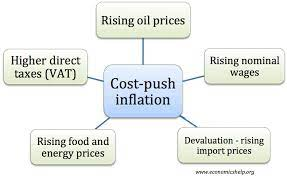 Rising oil prices
Higher direct
taxes (VAT)
Rising nominal
wages
Cost-push
inflation
Rising food and
energy prices
Devaluation - rising
import prices
www.economicshelp.org